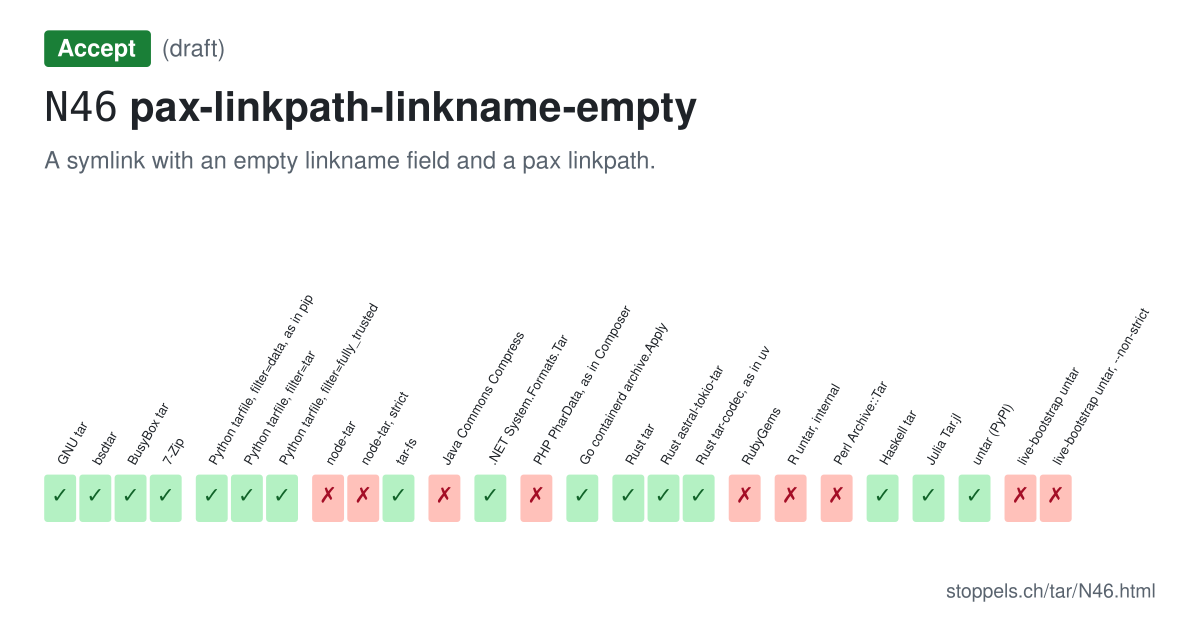 Accept (draft)
N46 pax-linkpath-linkname-empty
A symlink with an empty linkname field and a pax linkpath.
GNU tar
bsdtar
BusyBox tar
7-Zip
Python tarfile, filter=data, as in pip
Python tarfile, filter=tar
Python tarfile, filter=fully_trusted
node-tar
node-tar, strict
tar-fs
Java Commons Compress
.NET System.Formats.Tar
PHP PharData, as in Composer
Go containerd archive.Apply
Rust tar
Rust astral-tokio-tar
Rust tar-codec, as in uv
RubyGems
R untar, internal
Perl Archive::Tar
Haskell tar
Julia Tar.jl
untar (PyPI)
live-bootstrap untar
live-bootstrap untar, --non-strict
✓ ✓ ✓ ✓ ✓ ✓ ✓ ✗ ✗ ✓ ✗ ✓ ✗ ✓ ✓ ✓ ✓ ✗ ✗ ✗ ✓ ✓ ✓ ✗ ✗
stoppels.ch/tar/N46.html